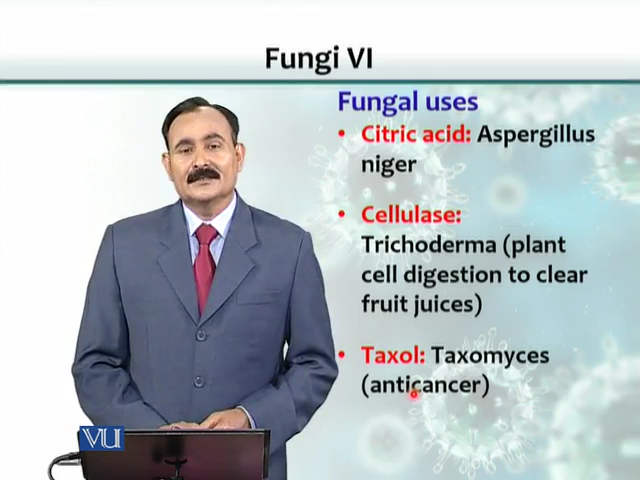 Fungi VI
Fungal uses
• Citric acid: Aspergillus
niger
• Cellulase:
Trichoderma (plant
cell digestion to clear
fruit juices)
• Taxol: Taxomyces
(anticancer)
VU